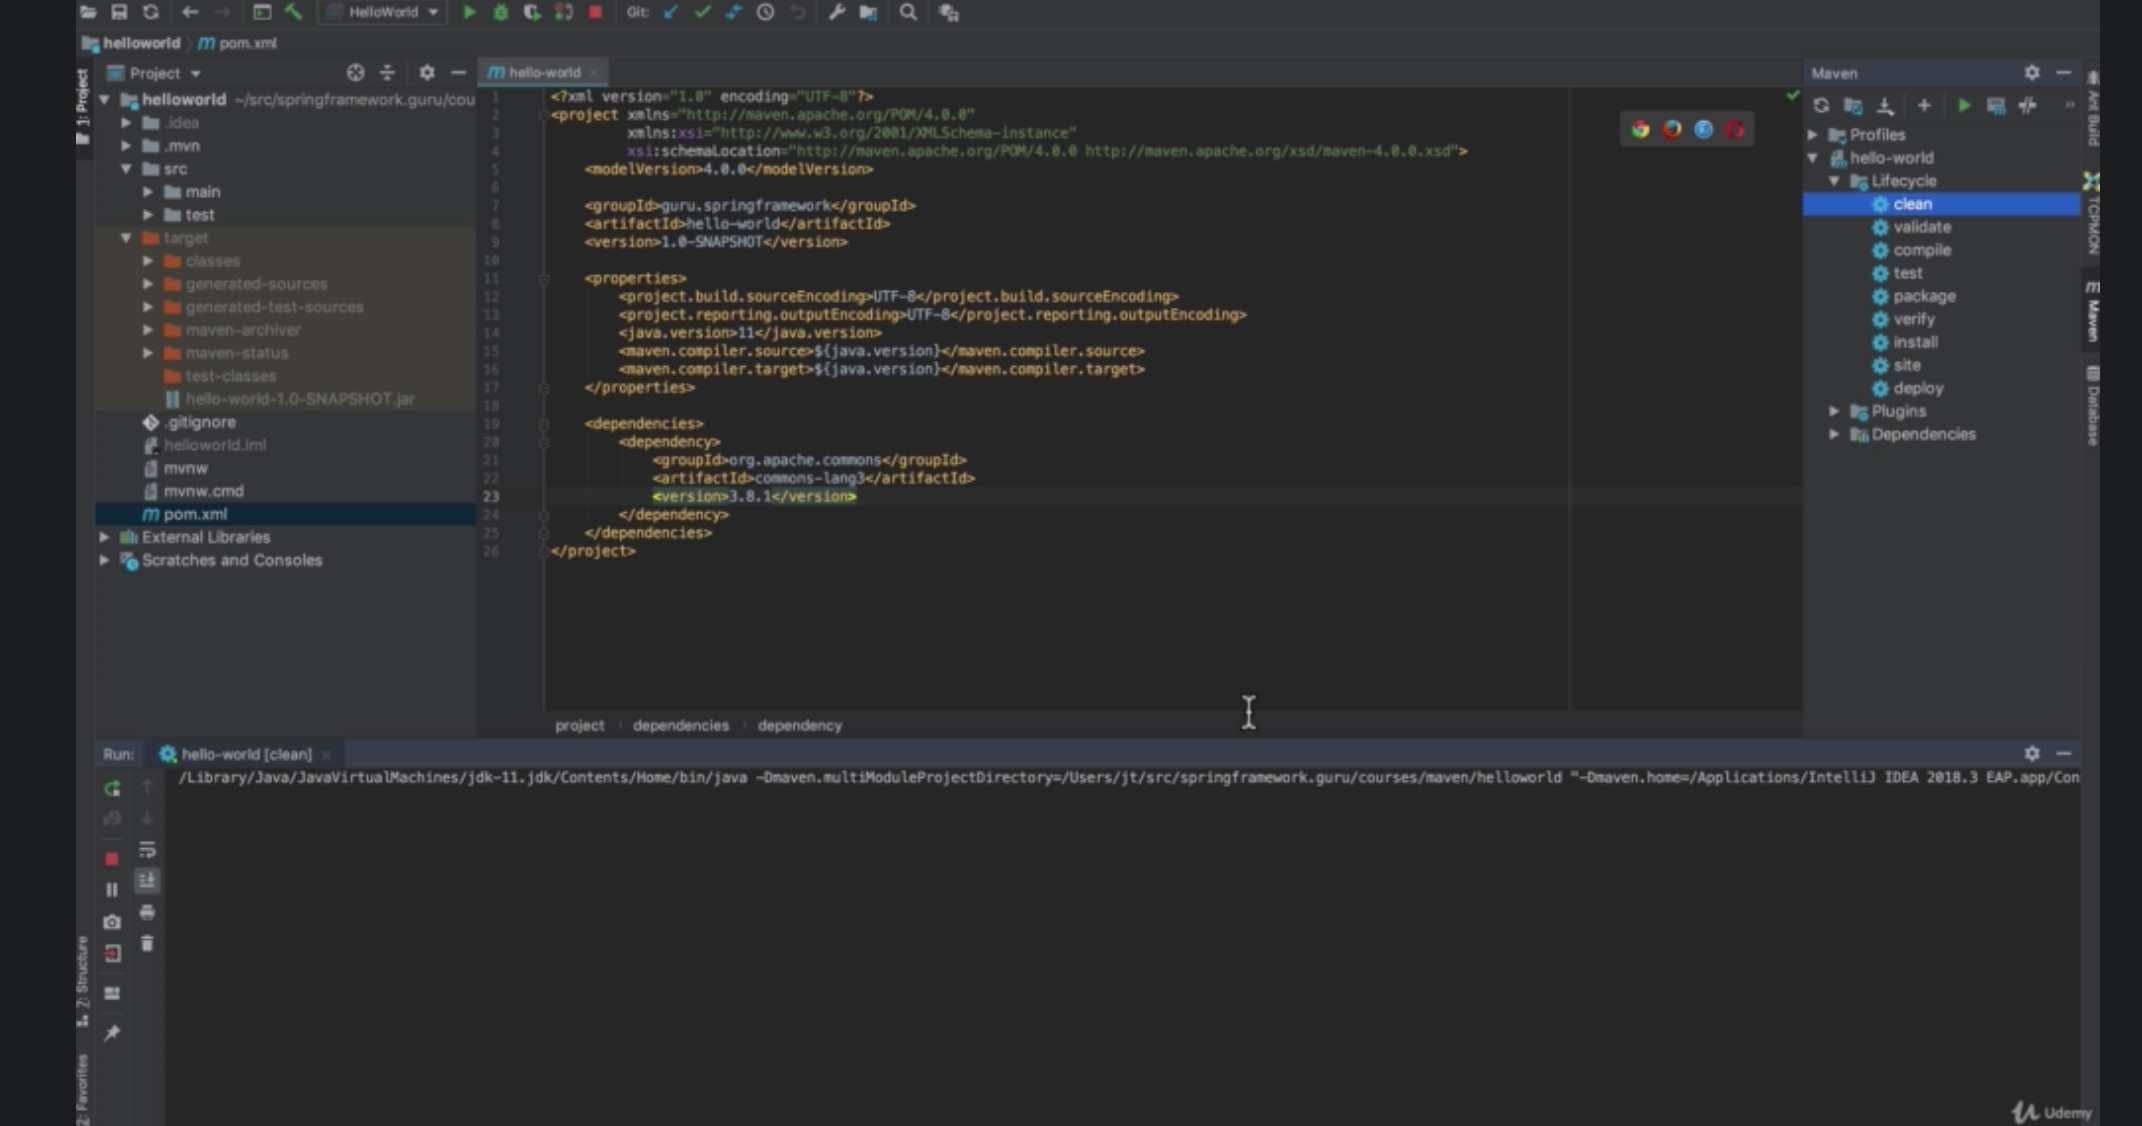 HelloWorld
Git:
helloworld
pom.xml
1: Project
Project
hello-world
Maven
helloworld ~/src/springframework.guru/cou
.idea
.mvn
src
main
test
target
classes
generated-sources
generated-test-sources
maven-archiver
maven-status
test-classes
hello-world-1.0-SNAPSHOT.jar
.gitignore
helloworld.iml
mvnw
mvnw.cmd
pom.xml
External Libraries
Scratches and Consoles
1 <?xml version="1.0" encoding="UTF-8"?>
2 <project xmlns="http://maven.apache.org/POM/4.0.0"
3 xmlns:xsi="http://www.w3.org/2001/XMLSchema-instance"
4 xsi:schemaLocation="http://maven.apache.org/POM/4.0.0 http://maven.apache.org/xsd/maven-4.0.0.xsd">
5 <modelVersion>4.0.0</modelVersion>
6
7 <groupId>guru.springframework</groupId>
8 <artifactId>hello-world</artifactId>
9 <version>1.0-SNAPSHOT</version>
10
11 <properties>
12 <project.build.sourceEncoding>UTF-8</project.build.sourceEncoding>
13 <project.reporting.outputEncoding>UTF-8</project.reporting.outputEncoding>
14 <java.version>11</java.version>
15 <maven.compiler.source>${java.version}</maven.compiler.source>
16 <maven.compiler.target>${java.version}</maven.compiler.target>
17 </properties>
18
19 <dependencies>
20 <dependency>
21 <groupId>org.apache.commons</groupId>
22 <artifactId>commons-lang3</artifactId>
23 <version>3.8.1</version>
24 </dependency>
25 </dependencies>
26 </project>
project
dependencies
dependency
Profiles
hello-world
Lifecycle
clean
validate
compile
test
package
verify
install
site
deploy
Plugins
Dependencies
Ant Build
TCPMON
Maven
Database
Run:
hello-world [clean]
/Library/Java/JavaVirtualMachines/jdk-11.jdk/Contents/Home/bin/java -Dmaven.multiModuleProjectDirectory=/Users/jt/src/springframework.guru/courses/maven/helloworld "-Dmaven.home=/Applications/IntelliJ IDEA 2018.3 EAP.app/Con
Z: Structure
2: Favorites
Udemy